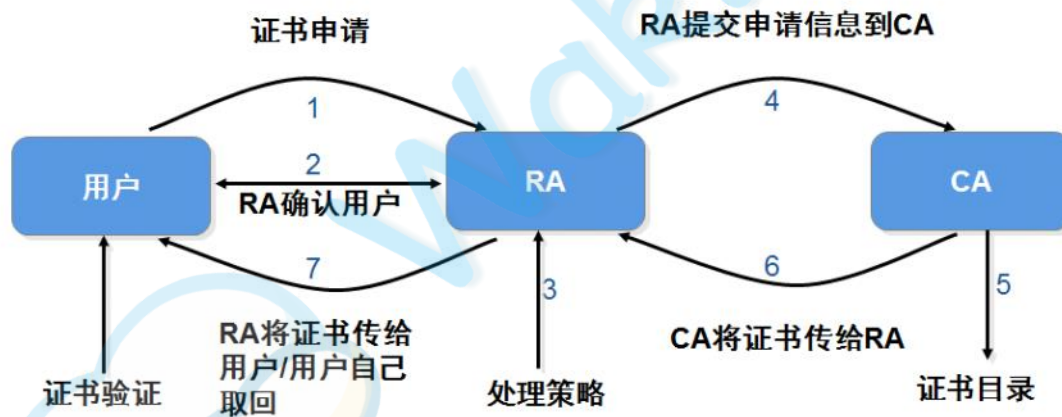 证书申请
RA提交申请信息到CA
1
4
用户
2
RA确认用户
RA
CA
7
3
6
5
RA将证书传给
用户/用户自己
取回
CA将证书传给RA
证书验证
处理策略
证书目录